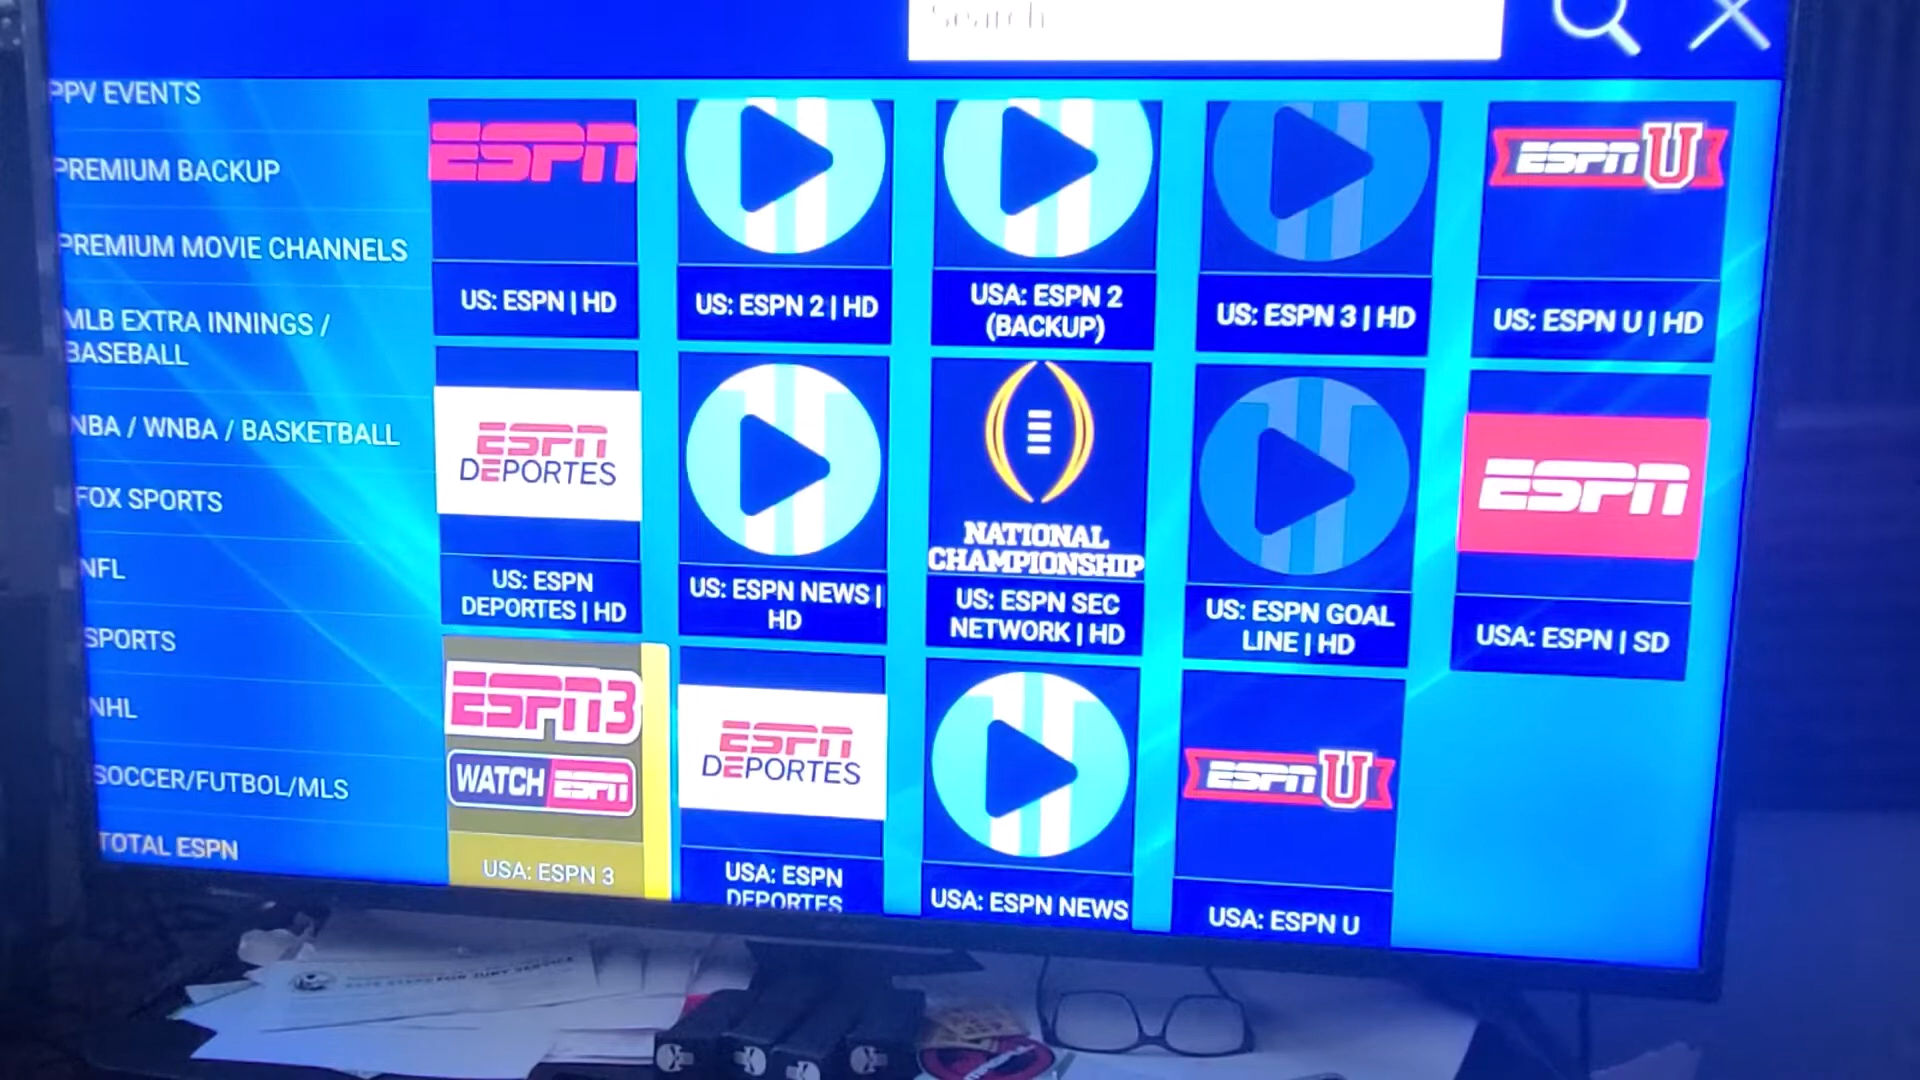 Search
PPV EVENTS
PREMIUM BACKUP
PREMIUM MOVIE CHANNELS
MLB EXTRA INNINGS /
BASEBALL
NBA / WNBA / BASKETBALL
FOX SPORTS
NFL
SPORTS
NHL
SOCCER/FUTBOL/MLS
TOTAL ESPN
ESPN
US: ESPN | HD
US: ESPN 2 | HD
USA: ESPN 2
(BACKUP)
US: ESPN 3 | HD
ESPN U
US: ESPN U | HD
ESPN
DEPORTES
US: ESPN
DEPORTES | HD
US: ESPN NEWS |
HD
NATIONAL
CHAMPIONSHIP
US: ESPN SEC
NETWORK | HD
US: ESPN GOAL
LINE | HD
ESPN
USA: ESPN | SD
ESPN3
WATCH ESPN
USA: ESPN 3
ESPN
DEPORTES
USA: ESPN
DEPORTES
USA: ESPN NEWS
ESPN U
USA: ESPN U
FOR JURY SERVICE